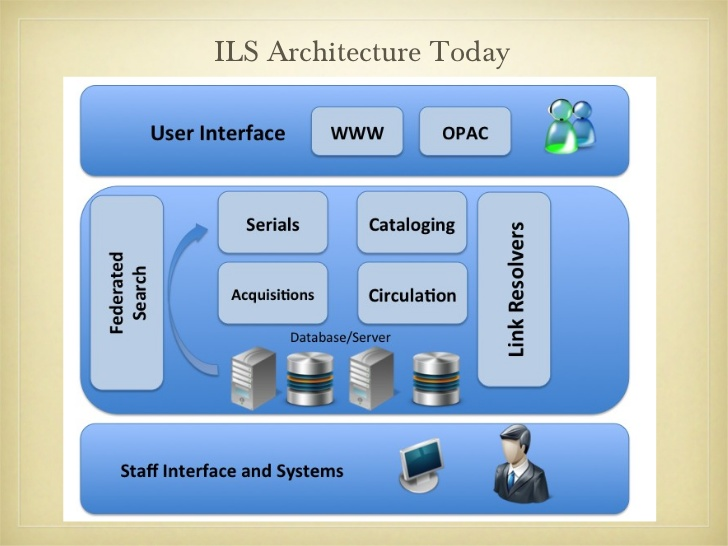 ILS Architecture Today
User Interface
WWW
OPAC
Federated
Search
Serials
Cataloging
Acquisitions
Circulation
Link Resolvers
Database/Server
Staff Interface and Systems